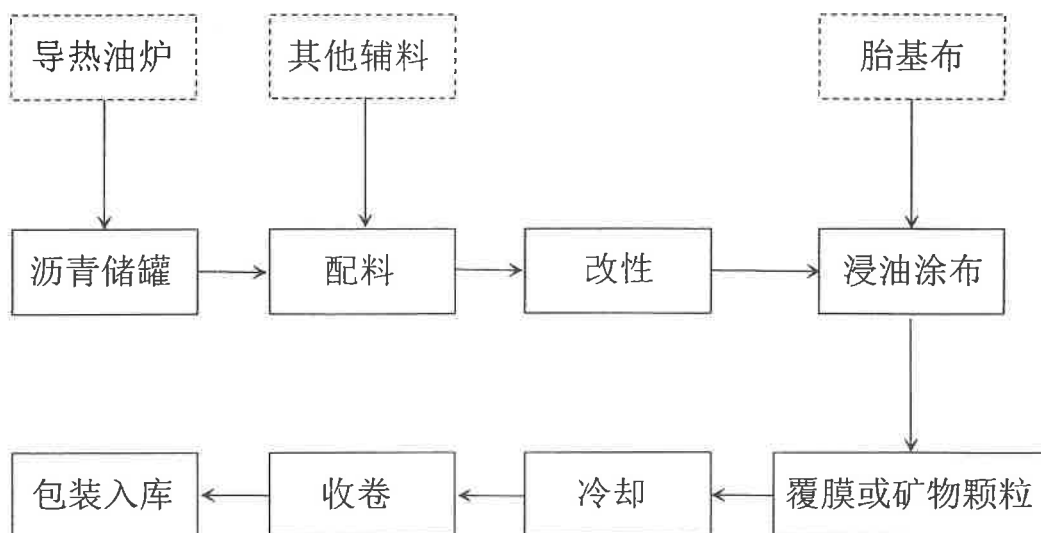 导热油炉
其他辅料
胎基布
沥青储罐
配料
改性
浸油涂布
包装入库
收卷
冷却
覆膜或矿物颗粒